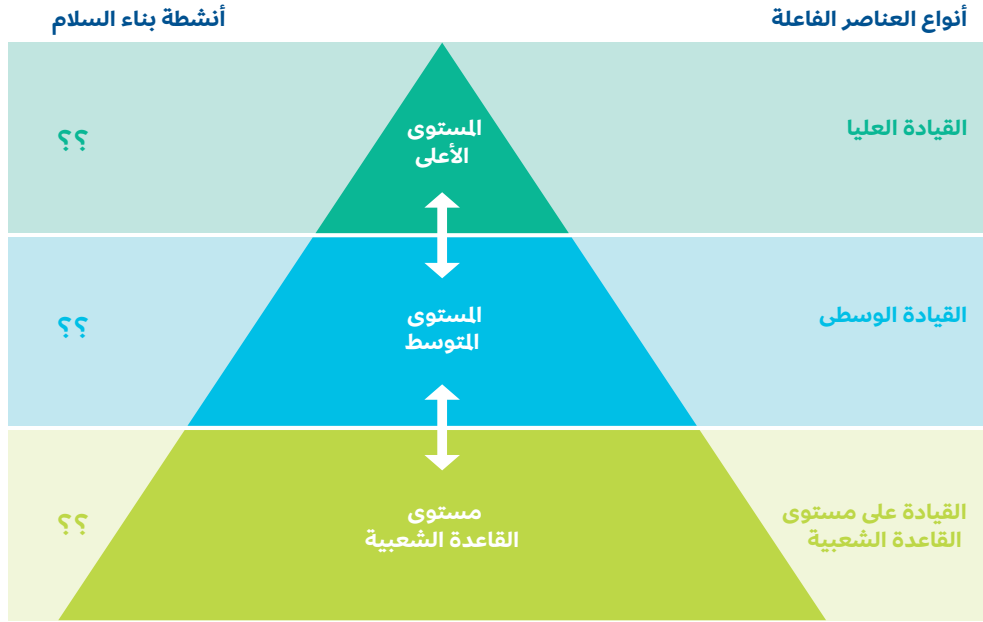 أنواع العناصر الفاعلة
أنشطة بناء السلام
القيادة العليا
المستوى
الأعلى
؟؟
القيادة الوسطى
المستوى
المتوسط
؟؟
القيادة على مستوى
القاعدة الشعبية
مستوى
القاعدة الشعبية
؟؟